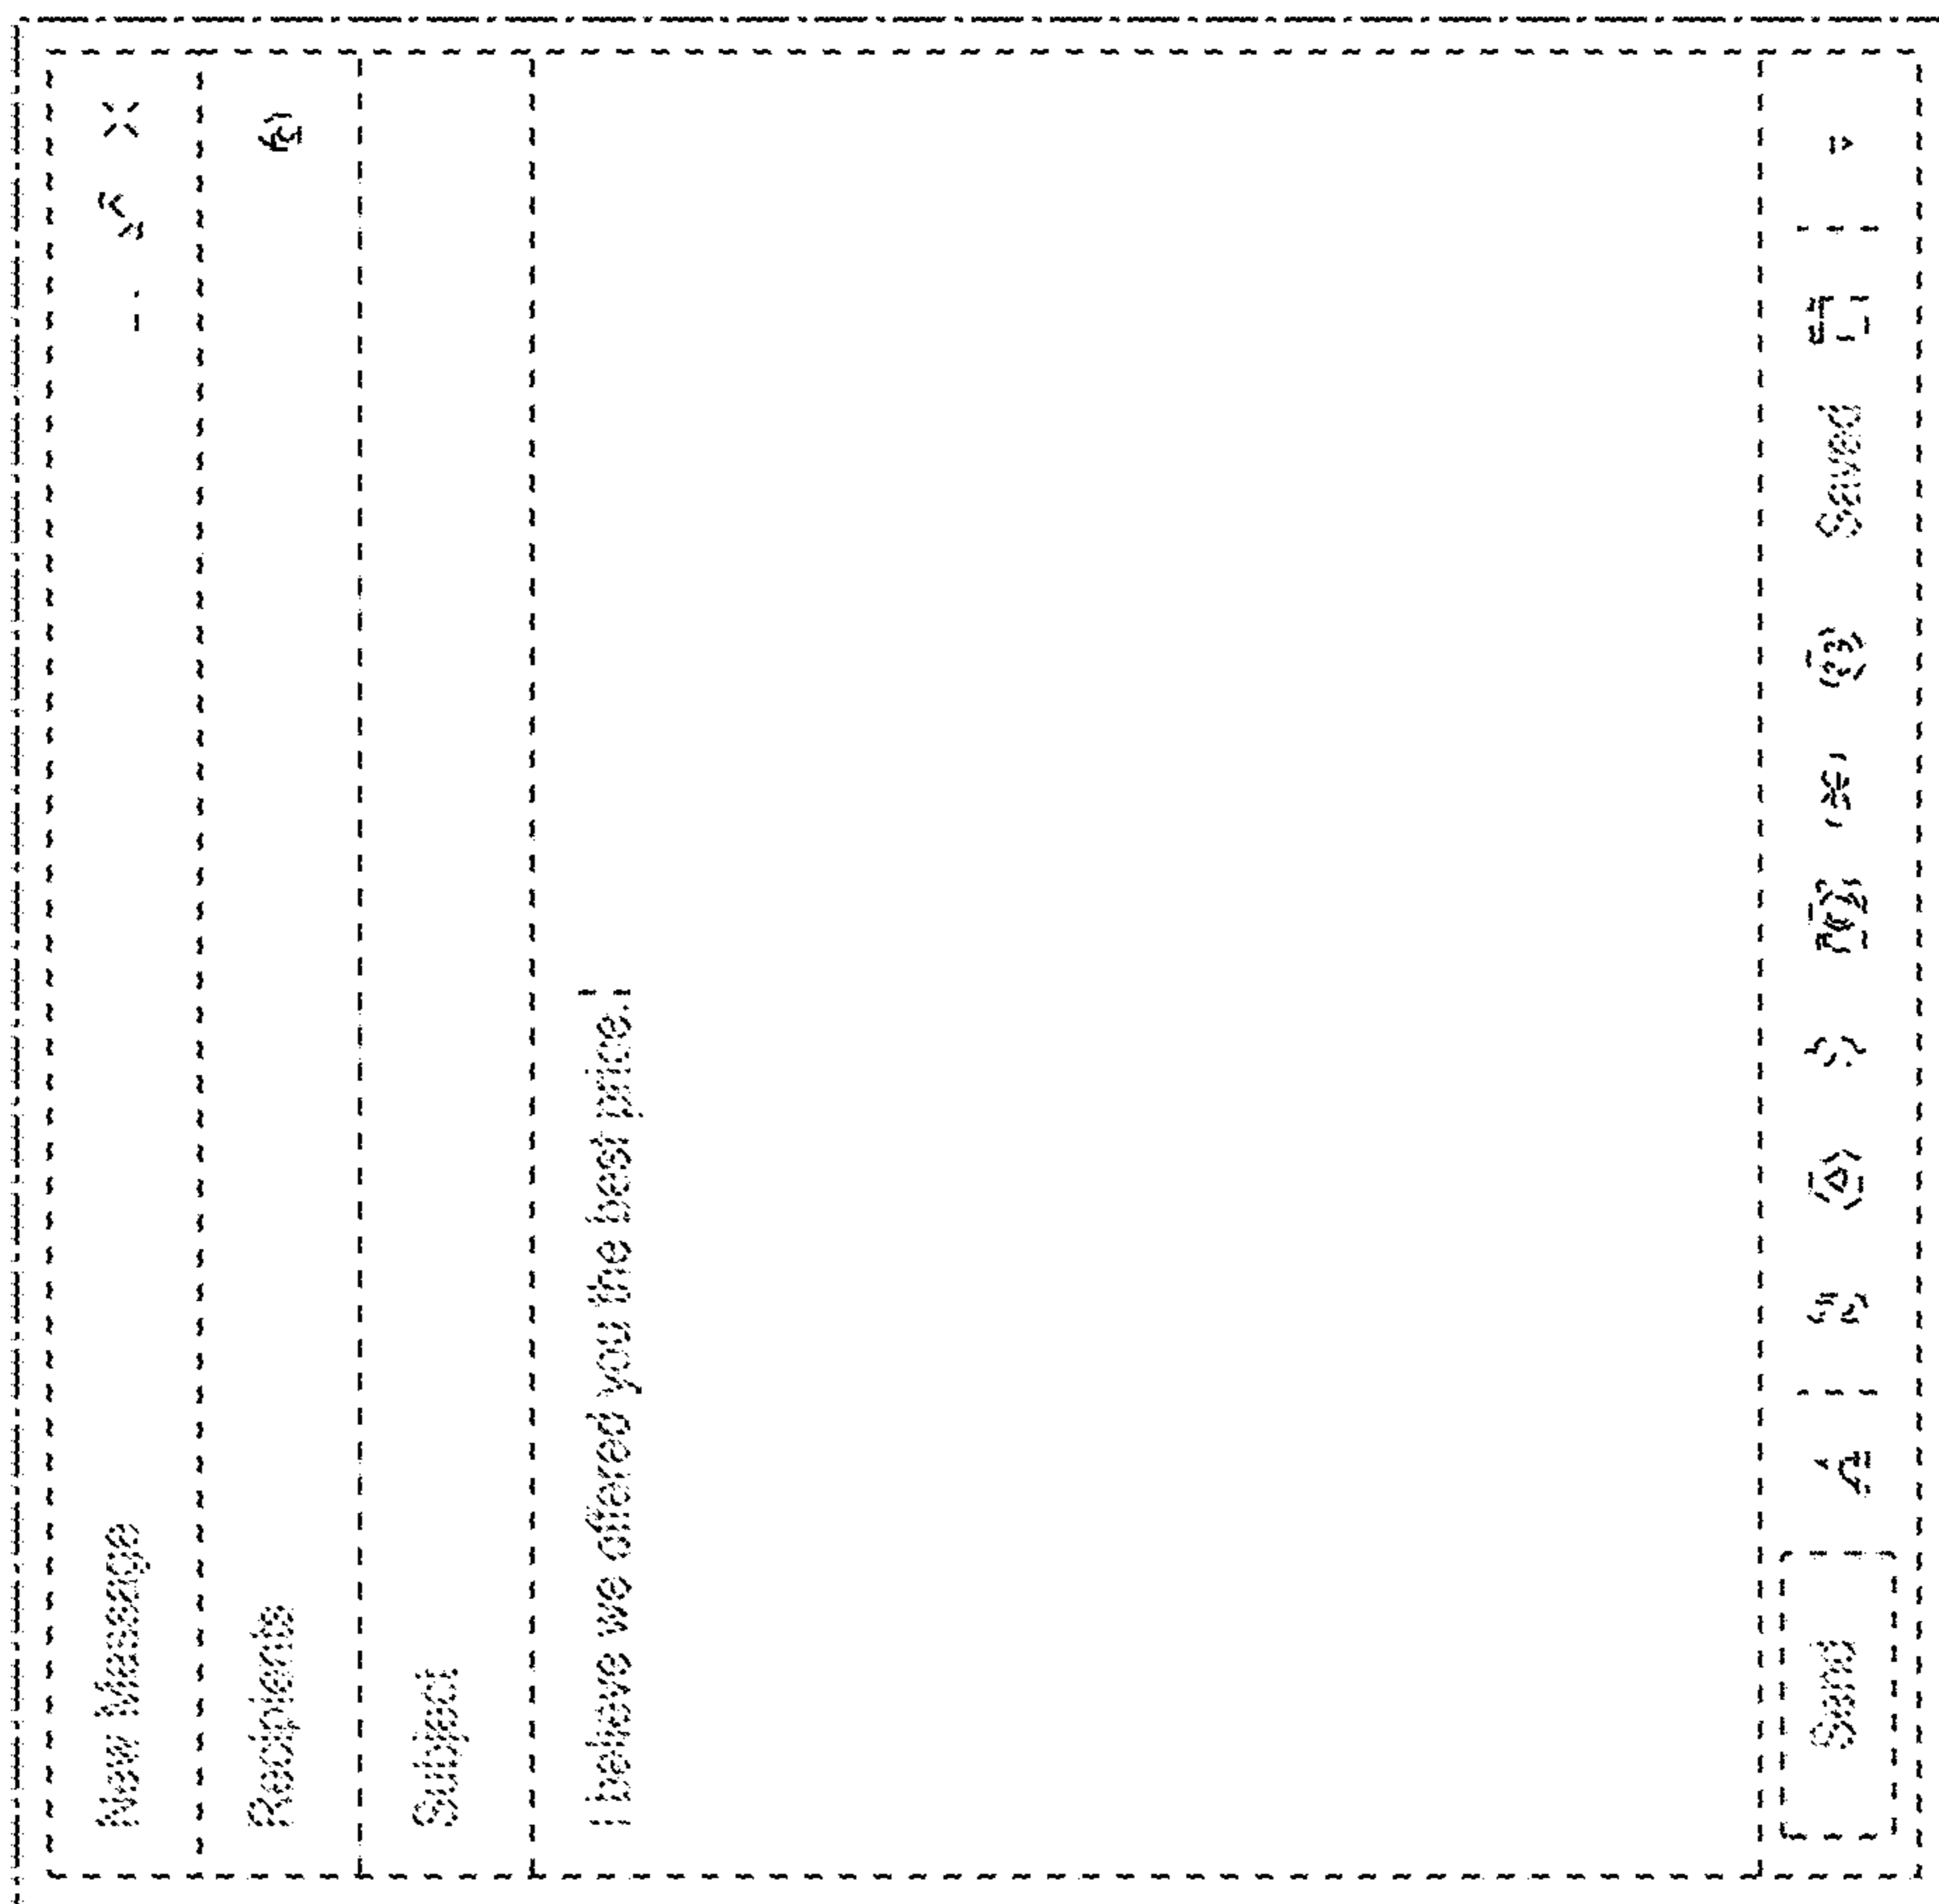 New Message
Recipients
Subject
I believe we offered you the best price.
Send
A
Saved